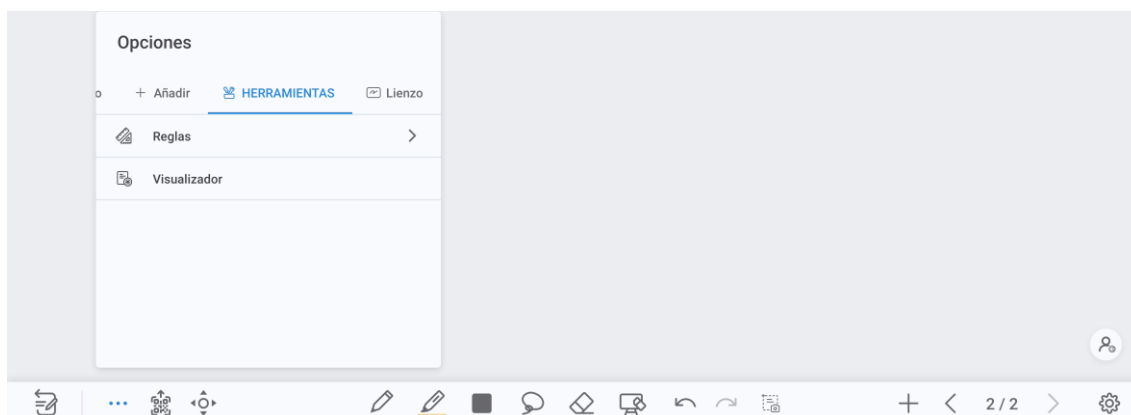 Opciones
o + Añadir HERRAMIENTAS Lienzo
Reglas
Visualizador
2/2